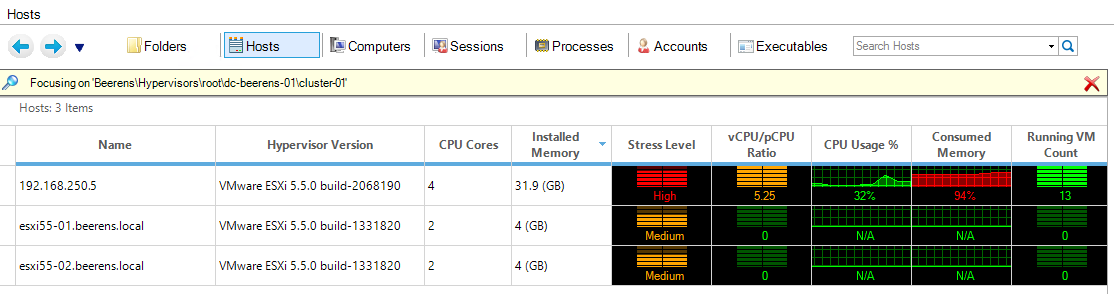 Hosts
Folders Hosts Computers Sessions Processes Accounts Executables Search Hosts
Focusing on 'Beerens\Hypervisors\root\dc-beerens-01\cluster-01'
Hosts: 3 Items
Name Hypervisor Version CPU Cores Installed Memory Stress Level vCPU/pCPU Ratio CPU Usage % Consumed Memory Running VM Count
192.168.250.5 VMware ESXi 5.5.0 build-2068190 4 31.9 (GB) High 5.25 32% 94% 13
esxi55-01.beerens.local VMware ESXi 5.5.0 build-1331820 2 4 (GB) Medium 0 N/A N/A 0
esxi55-02.beerens.local VMware ESXi 5.5.0 build-1331820 2 4 (GB) Medium 0 N/A N/A 0